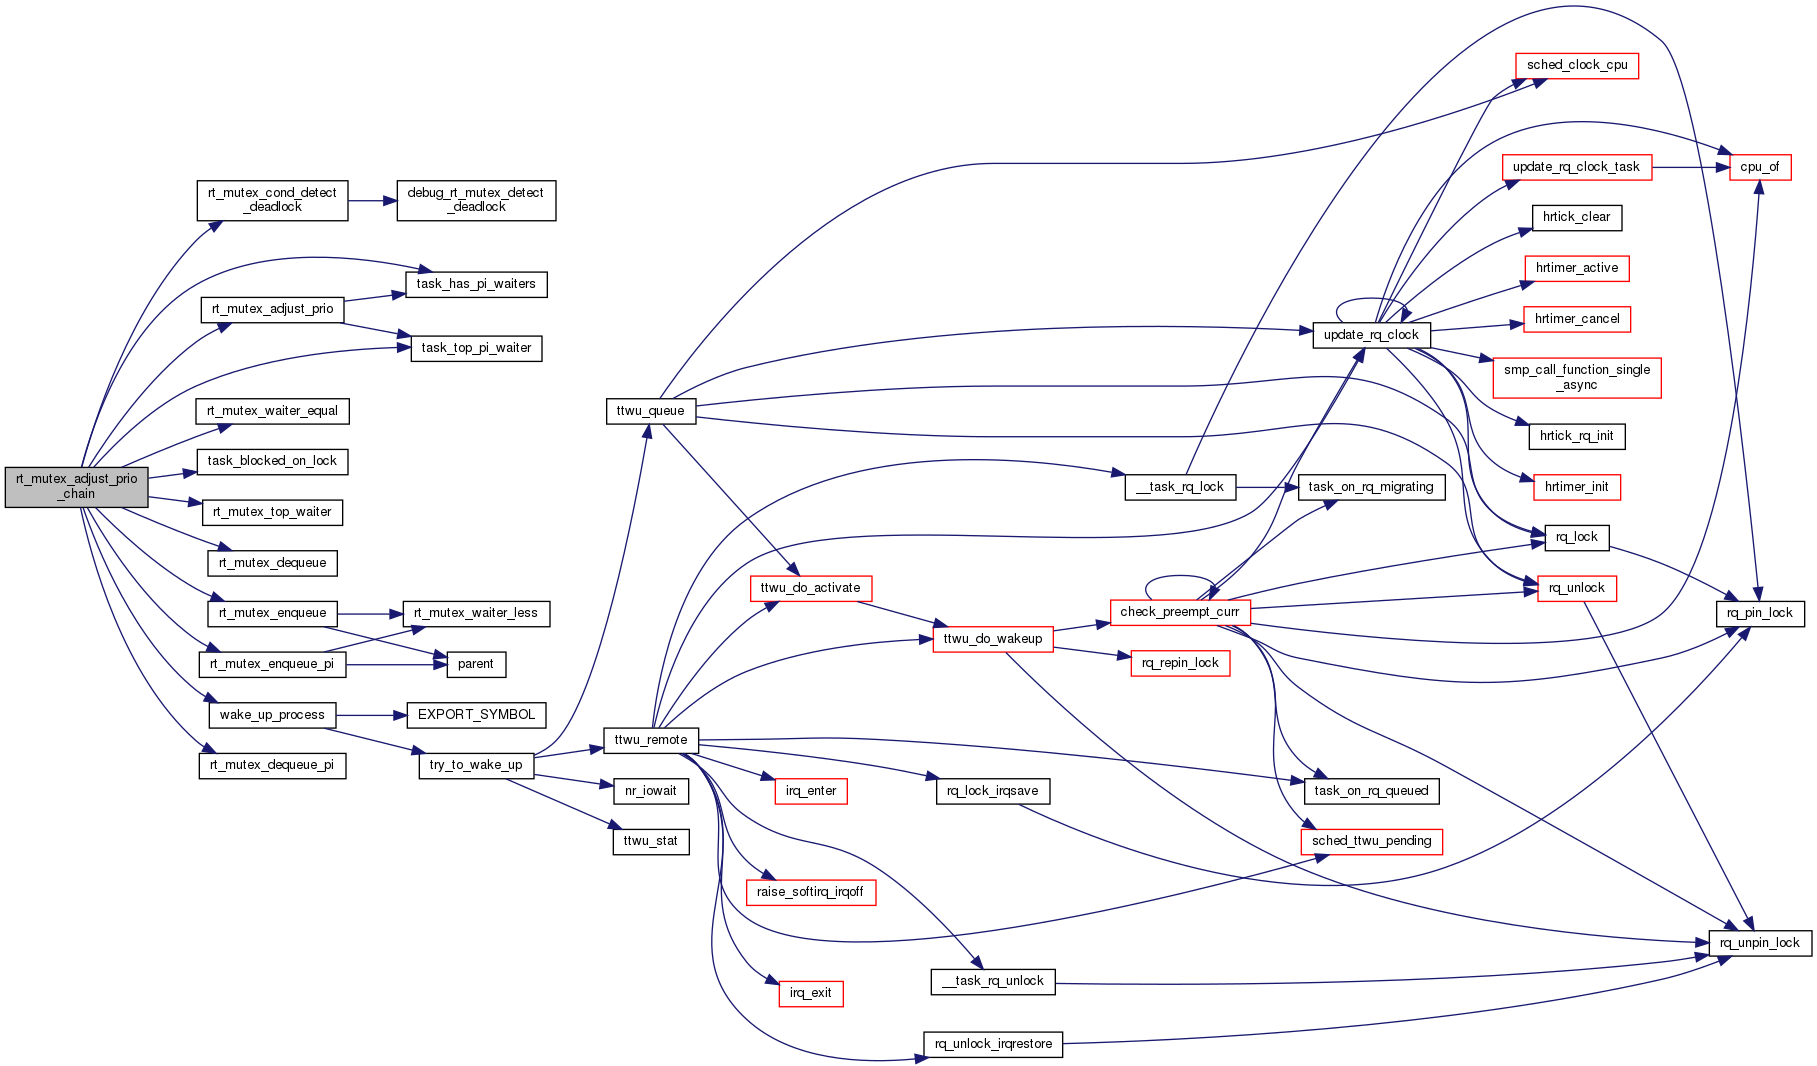 rt_mutex_adjust_prio
_chain
rt_mutex_cond_detect
_deadlock
debug_rt_mutex_detect
_deadlock
task_has_pi_waiters
rt_mutex_adjust_prio
task_top_pi_waiter
rt_mutex_waiter_equal
task_blocked_on_lock
rt_mutex_top_waiter
rt_mutex_dequeue
rt_mutex_enqueue
rt_mutex_waiter_less
rt_mutex_enqueue_pi
parent
wake_up_process
EXPORT_SYMBOL
rt_mutex_dequeue_pi
try_to_wake_up
ttwu_queue
ttwu_remote
nr_iowait
ttwu_stat
ttwu_do_activate
irq_enter
raise_softirq_irqoff
irq_exit
ttwu_do_wakeup
rq_lock_irqsave
__task_rq_unlock
rq_unlock_irqrestore
__task_rq_lock
check_preempt_curr
rq_repin_lock
update_rq_clock
task_on_rq_migrating
task_on_rq_queued
sched_ttwu_pending
sched_clock_cpu
update_rq_clock_task
hrtick_clear
hrtimer_active
hrtimer_cancel
smp_call_function_single
_async
hrtick_rq_init
hrtimer_init
rq_lock
rq_unlock
cpu_of
rq_pin_lock
rq_unpin_lock